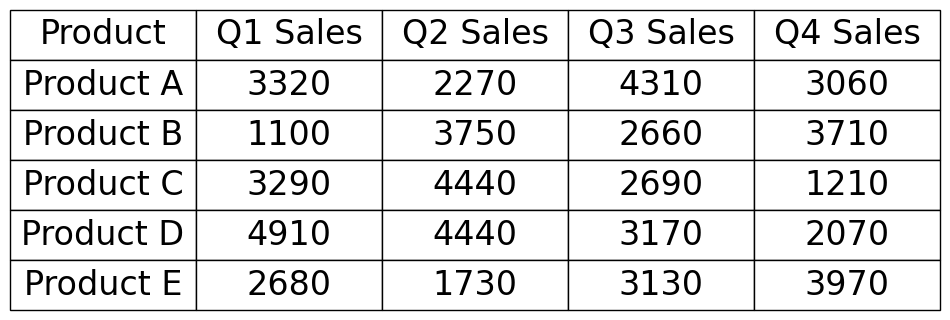 Product Q1 Sales Q2 Sales Q3 Sales Q4 Sales
Product A 3320 2270 4310 3060
Product B 1100 3750 2660 3710
Product C 3290 4440 2690 1210
Product D 4910 4440 3170 2070
Product E 2680 1730 3130 3970